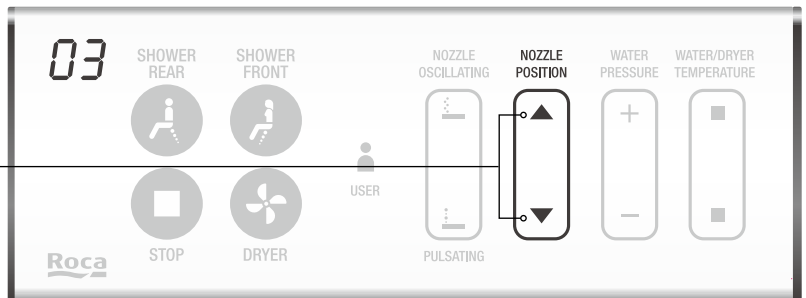 03
SHOWER
REAR
SHOWER
FRONT
NOZZLE
OSCILLATING
NOZZLE
POSITION
WATER
PRESSURE
WATER/DRYER
TEMPERATURE
USER
STOP
DRYER
PULSATING
Roca